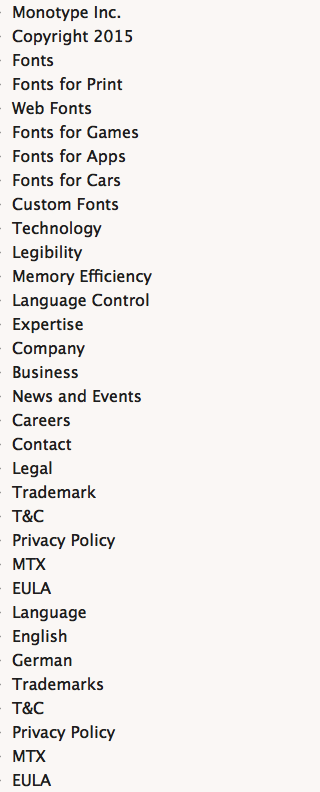 Monotype Inc.
Copyright 2015
Fonts
Fonts for Print
Web Fonts
Fonts for Games
Fonts for Apps
Fonts for Cars
Custom Fonts
Technology
Legibility
Memory Efficiency
Language Control
Expertise
Company
Business
News and Events
Careers
Contact
Legal
Trademark
T&C
Privacy Policy
MTX
EULA
Language
English
German
Trademarks
T&C
Privacy Policy
MTX
EULA